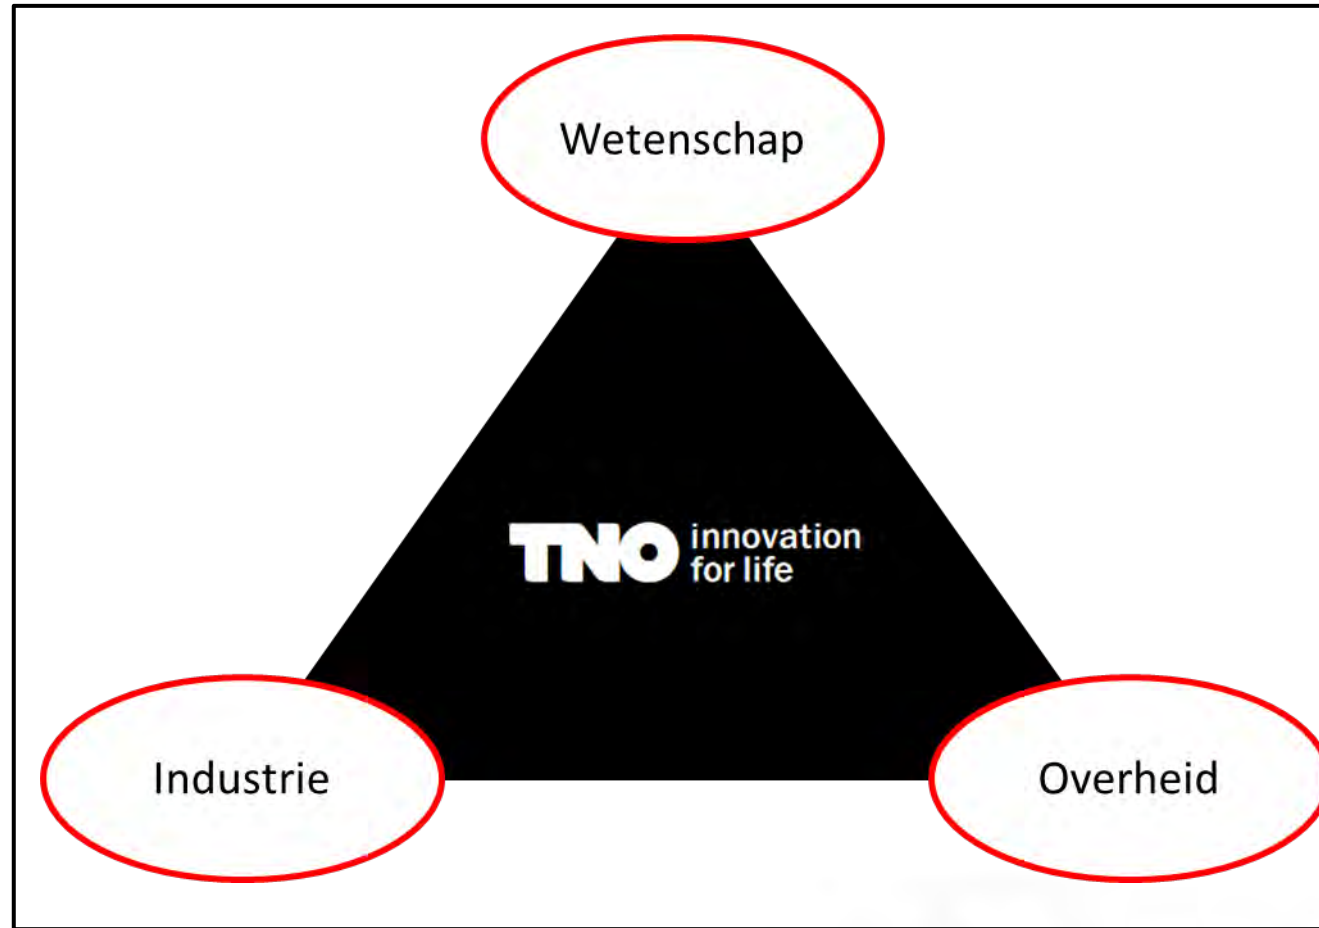 Wetenschap
TNO innovation
for life
Industrie
Overheid